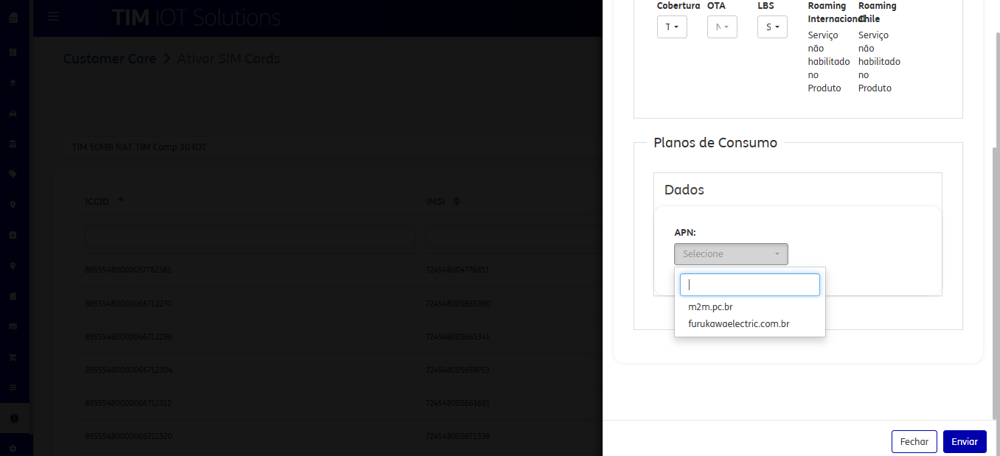 TIM IOT Solutions
Customer Care > Ativar SIM Cards
TIM 50MB R&T TIM Comp 30 IOT
ICCID IMSI
89555480000057782381 724548004776851
89555480000066712270 724548005655990
89555480000066712296 724548005661341
89555480000066712304 724548005659753
89555480000066712312 724548005661691
89555480000066712320 724548005671338
Cobertura OTA LBS Roaming Internacional Roaming Chile
T N S
Serviço Serviço
não não
habilitado habilitado
no no
Produto Produto
Planos de Consumo
Dados
APN:
Selecione
m2m.pc.br
furukawaelectric.com.br
Fechar Enviar